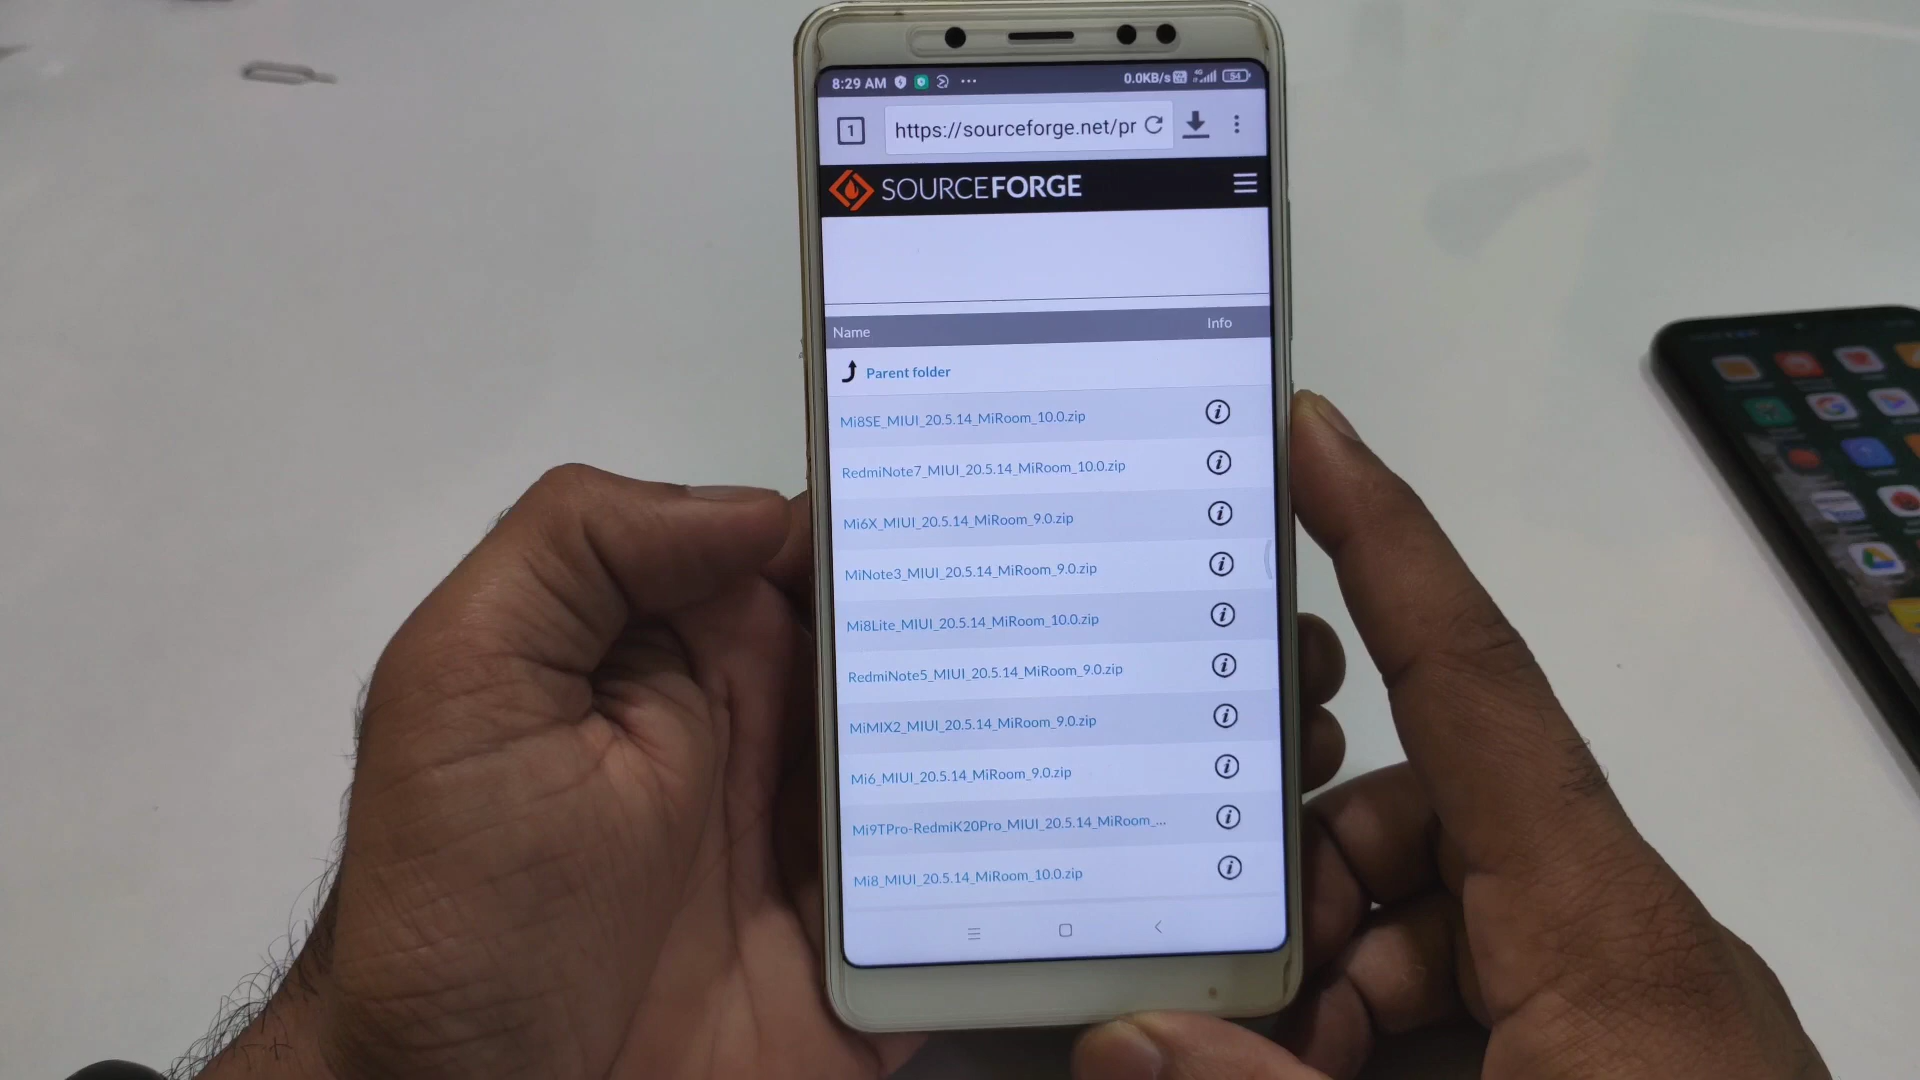 8:29 AM ... 0.0KB/s 4G 54
1 https://sourceforge.net/pr
SOURCEFORGE
Name Info
Parent folder
Mi8SE_MIUI_20.5.14_MiRoom_10.0.zip
RedmiNote7_MIUI_20.5.14_MiRoom_10.0.zip
Mi6X_MIUI_20.5.14_MiRoom_9.0.zip
MiNote3_MIUI_20.5.14_MiRoom_9.0.zip
Mi8Lite_MIUI_20.5.14_MiRoom_10.0.zip
RedmiNote5_MIUI_20.5.14_MiRoom_9.0.zip
MiMIX2_MIUI_20.5.14_MiRoom_9.0.zip
Mi6_MIUI_20.5.14_MiRoom_9.0.zip
Mi9TPro-RedmiK20Pro_MIUI_20.5.14_MiRoom_...
Mi8_MIUI_20.5.14_MiRoom_10.0.zip